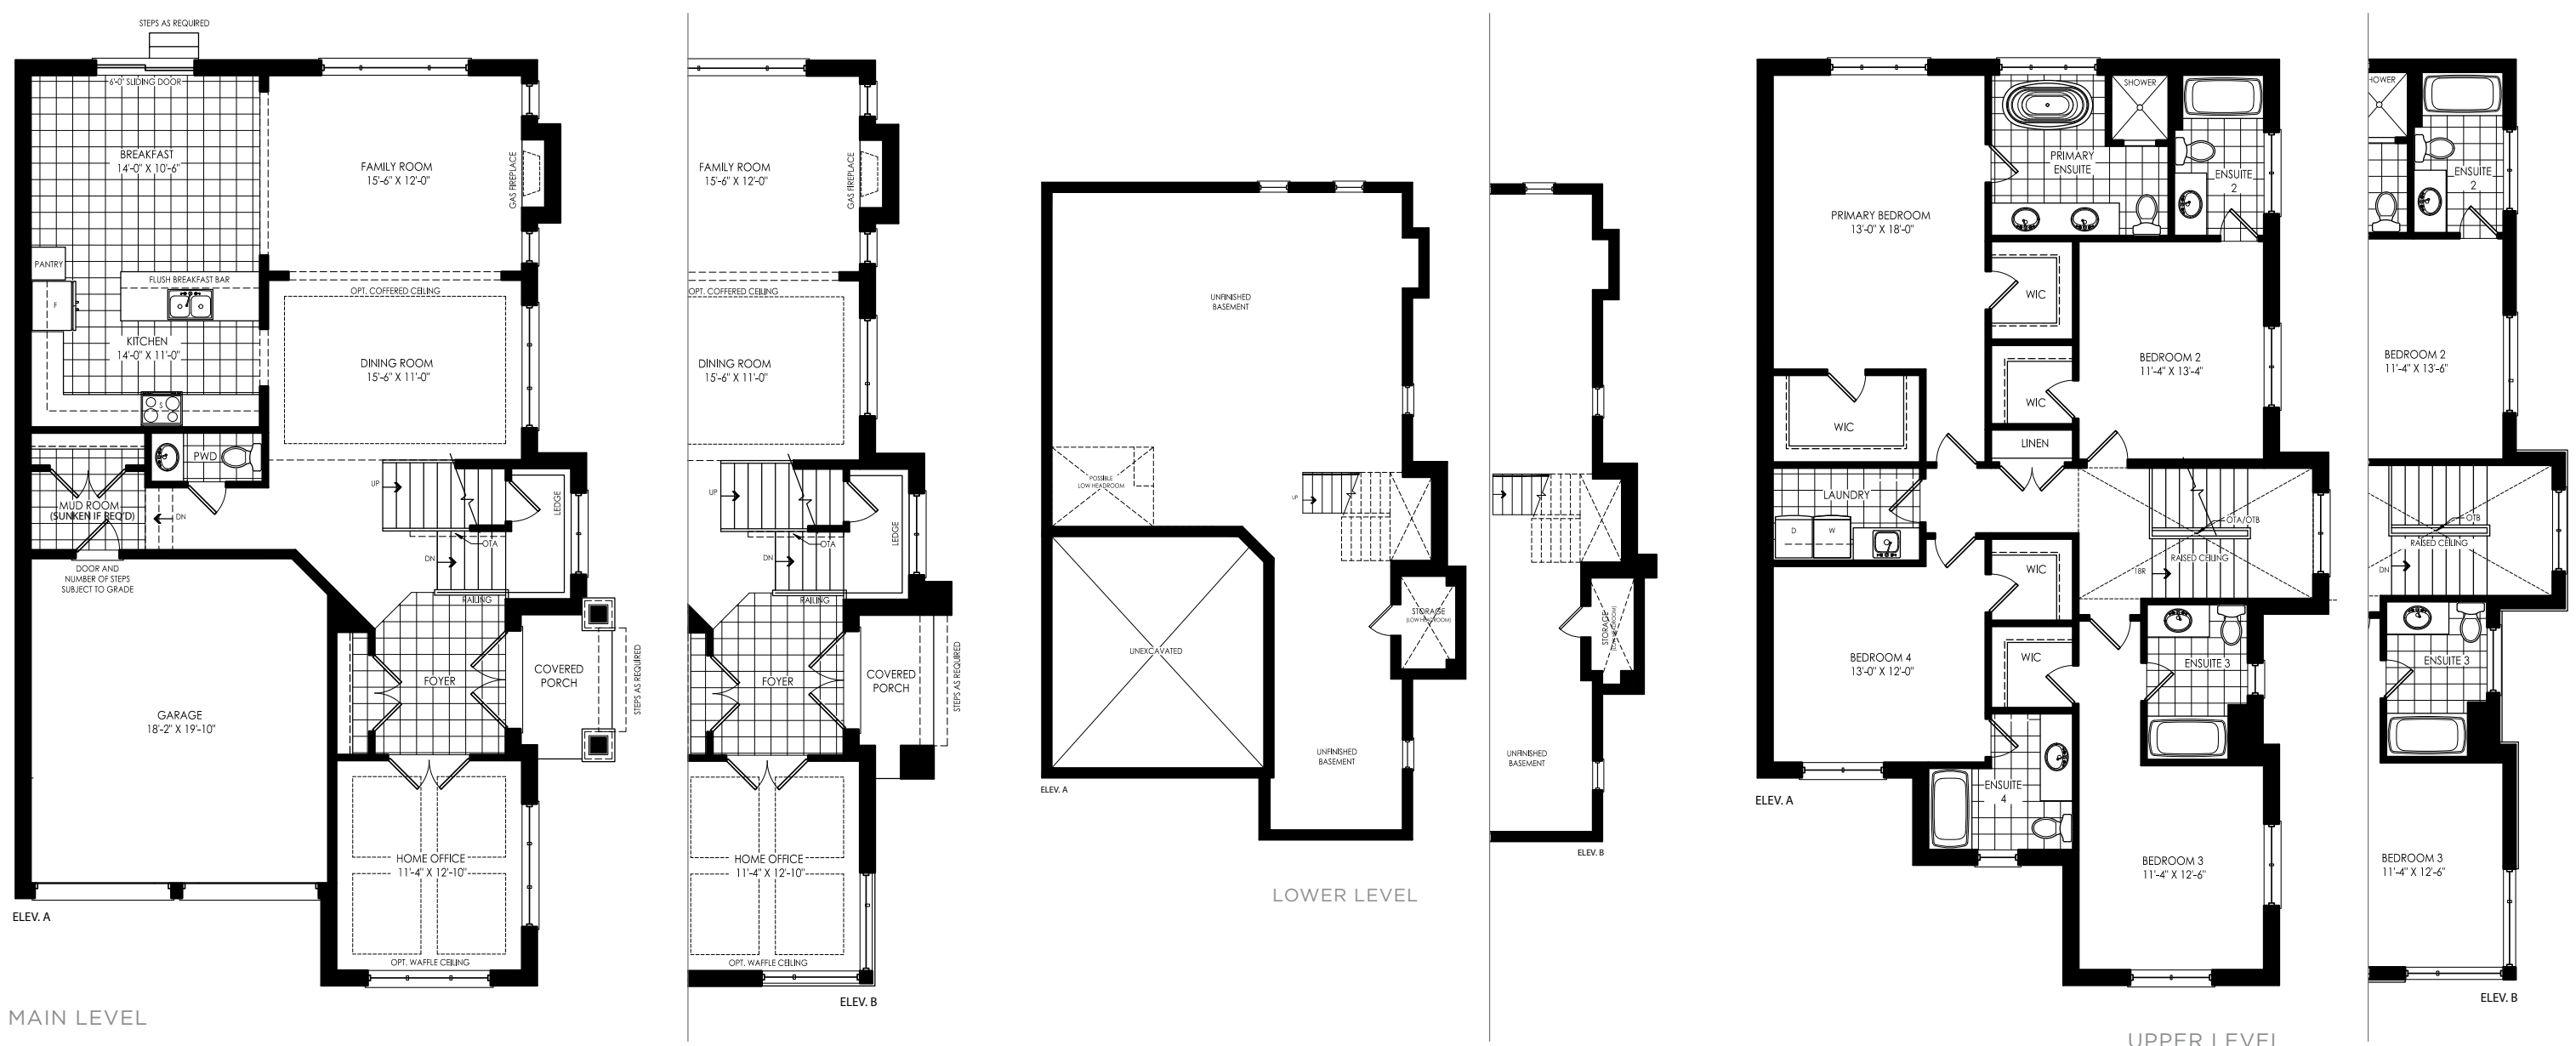 STEPS AS REQUIRED
6'-0" SLIDING DOOR
BREAKFAST
14'-0" X 10'-6"
FAMILY ROOM
15'-6" X 12'-0"
GAS FIREPLACE
PANTRY
F
FLUSH BREAKFAST BAR
OPT. COFFERED CEILING
KITCHEN
14'-0" X 11'-0"
DINING ROOM
15'-6" X 11'-0"
S
PWD
UP
LEDGE
MUD ROOM
(SUNKEN IF REQ'D)
DN
OTA
DN
DOOR AND
NUMBER OF STEPS
SUBJECT TO GRADE
RAILING
FOYER
COVERED
PORCH
STEPS AS REQUIRED
GARAGE
18'-2" X 19'-10"
HOME OFFICE
11'-4" X 12'-10"
OPT. WAFFLE CEILING
ELEV. A
MAIN LEVEL
FAMILY ROOM
15'-6" X 12'-0"
GAS FIREPLACE
OPT. COFFERED CEILING
DINING ROOM
15'-6" X 11'-0"
UP
LEDGE
OTA
DN
RAILING
FOYER
COVERED
PORCH
STEPS AS REQUIRED
HOME OFFICE
11'-4" X 12'-10"
OPT. WAFFLE CEILING
ELEV. B
UNFINISHED
BASEMENT
POSSIBLE
LOW HEADROOM
UP
STORAGE
(LOW HEADROOM)
UNEXCAVATED
UNFINISHED
BASEMENT
ELEV. A
LOWER LEVEL
STORAGE
(LOW HEADROOM)
UNFINISHED
BASEMENT
ELEV. B
SHOWER
PRIMARY
ENSUITE
ENSUITE
2
PRIMARY BEDROOM
13'-0" X 18'-0"
WIC
BEDROOM 2
11'-4" X 13'-4"
WIC
WIC
LINEN
LAUNDRY
D
W
OTA/OTB
RAISED CEILING
18R
WIC
WIC
BEDROOM 4
13'-0" X 12'-0"
ENSUITE 3
ENSUITE
4
BEDROOM 3
11'-4" X 12'-6"
ELEV. A
UPPER LEVEL
HOWER
ENSUITE
2
BEDROOM 2
11'-4" X 13'-6"
OTB
RAISED CEILING
DN
ENSUITE 3
BEDROOM 3
11'-4" X 12'-6"
ELEV. B